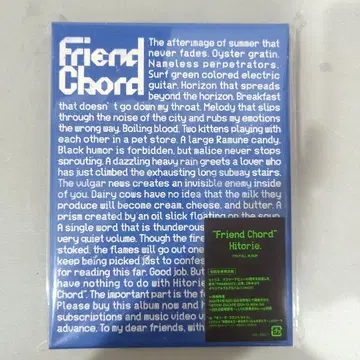 Friend
Chord
The afterimage of summer that
never fades. Oyster gratin.
Nameless perpetrators.
Surf green colored electric
guitar. Horizon that spreads
beyond the horizon. Breakfast
that doesn't go down my throat. Melody that slips
through the noise of the city and rubs my emotions
the wrong way. Boiling blood. Two kittens playing with
each other in a pet store. A large Ramune candy.
Black humor is forbidden, but malice never stops
sprouting. A dazzling heavy rain greets a lover who
has just climbed the exhausting long subway stairs.
The vulgar news creates an invisible enemy inside
of you. Dairy cows have no idea that the milk they
produce will become cream, cheese, and butter. A
prism created by an oil slick floating on the soup
A single word that is thunderous
very quiet volume. Though the fire
stoked, the flames will go out one
keep being picked just to confe
for reading this far. Good job. But
have nothing to do with Hitorie
Chord". The important part is the f
Please buy this album now and
subscriptions and music video v
advance. To my dear friends, with
"Friend Chord"
Hitorie.